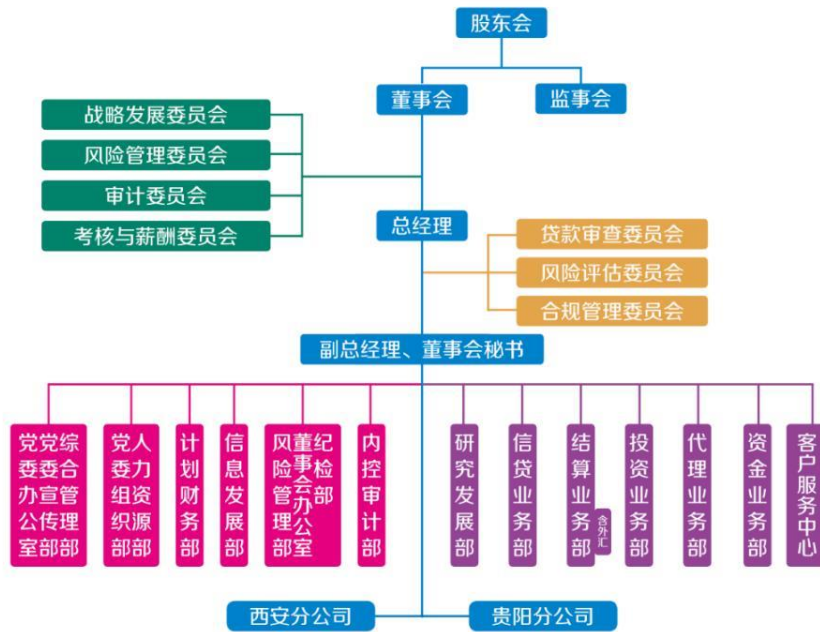 股东会
董事会
监事会
战略发展委员会
风险管理委员会
审计委员会
考核与薪酬委员会
总经理
贷款审查委员会
风险评估委员会
合规管理委员会
副总经理、董事会秘书
综合管理部
党委宣传部
党委办公室
人力资源部
党委组织部
计划财务部
信息发展部
纪检部
董事会办公室
风险管理部
内控审计部
研究发展部
信贷业务部
结算业务部
含外汇
投资业务部
代理业务部
资金业务部
客户服务中心
西安分公司
贵阳分公司